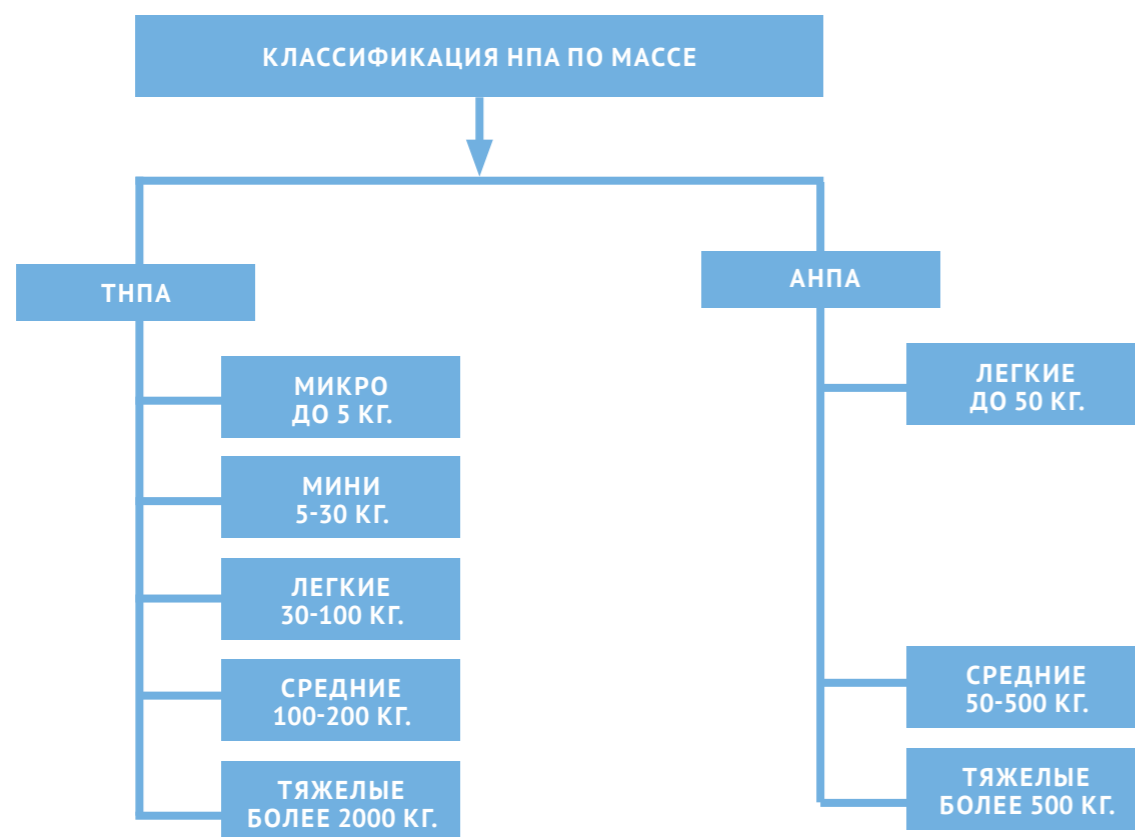 КЛАССИФИКАЦИЯ НПА ПО МАССЕ
ТНПА
МИКРО
ДО 5 КГ.
МИНИ
5-30 КГ.
ЛЕГКИЕ
30-100 КГ.
СРЕДНИЕ
100-200 КГ.
ТЯЖЕЛЫЕ
БОЛЕЕ 2000 КГ.
АНПА
ЛЕГКИЕ
ДО 50 КГ.
СРЕДНИЕ
50-500 КГ.
ТЯЖЕЛЫЕ
БОЛЕЕ 500 КГ.